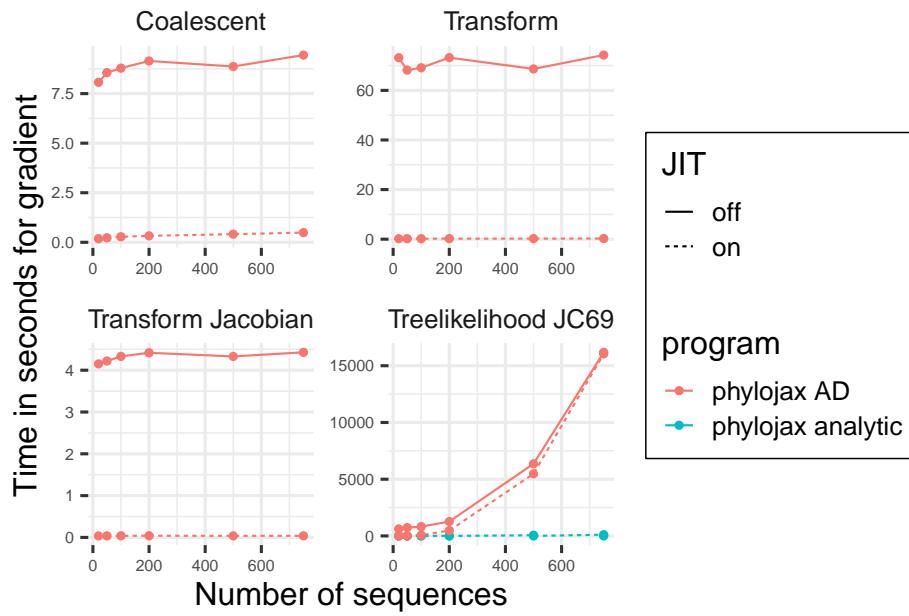 Coalescent
Transform
7.5
5.0
2.5
0.0
0 200 400 600
60
40
20
0
0 200 400 600
Transform Jacobian
Treelikelihood JC69
4
4
2
1
0
0 200 400 600
15000
10000
5000
0
0 200 400 600
Time in seconds for gradient
Number of sequences
JIT
off
on
program
phylojax AD
phylojax analytic